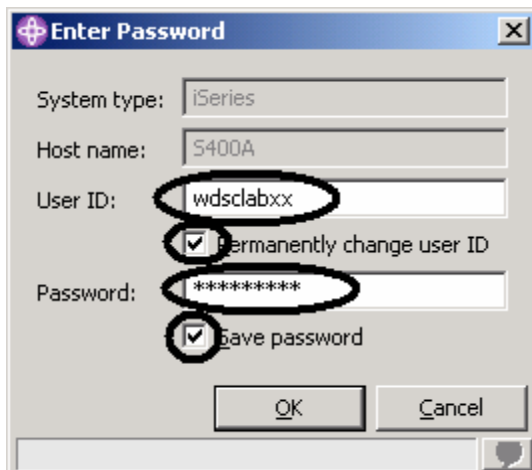 Enter Password
System type: iSeries
Host name: S400A
User ID: wdsclabxx
Permanently change user ID
Password: *********
Save password
OK Cancel